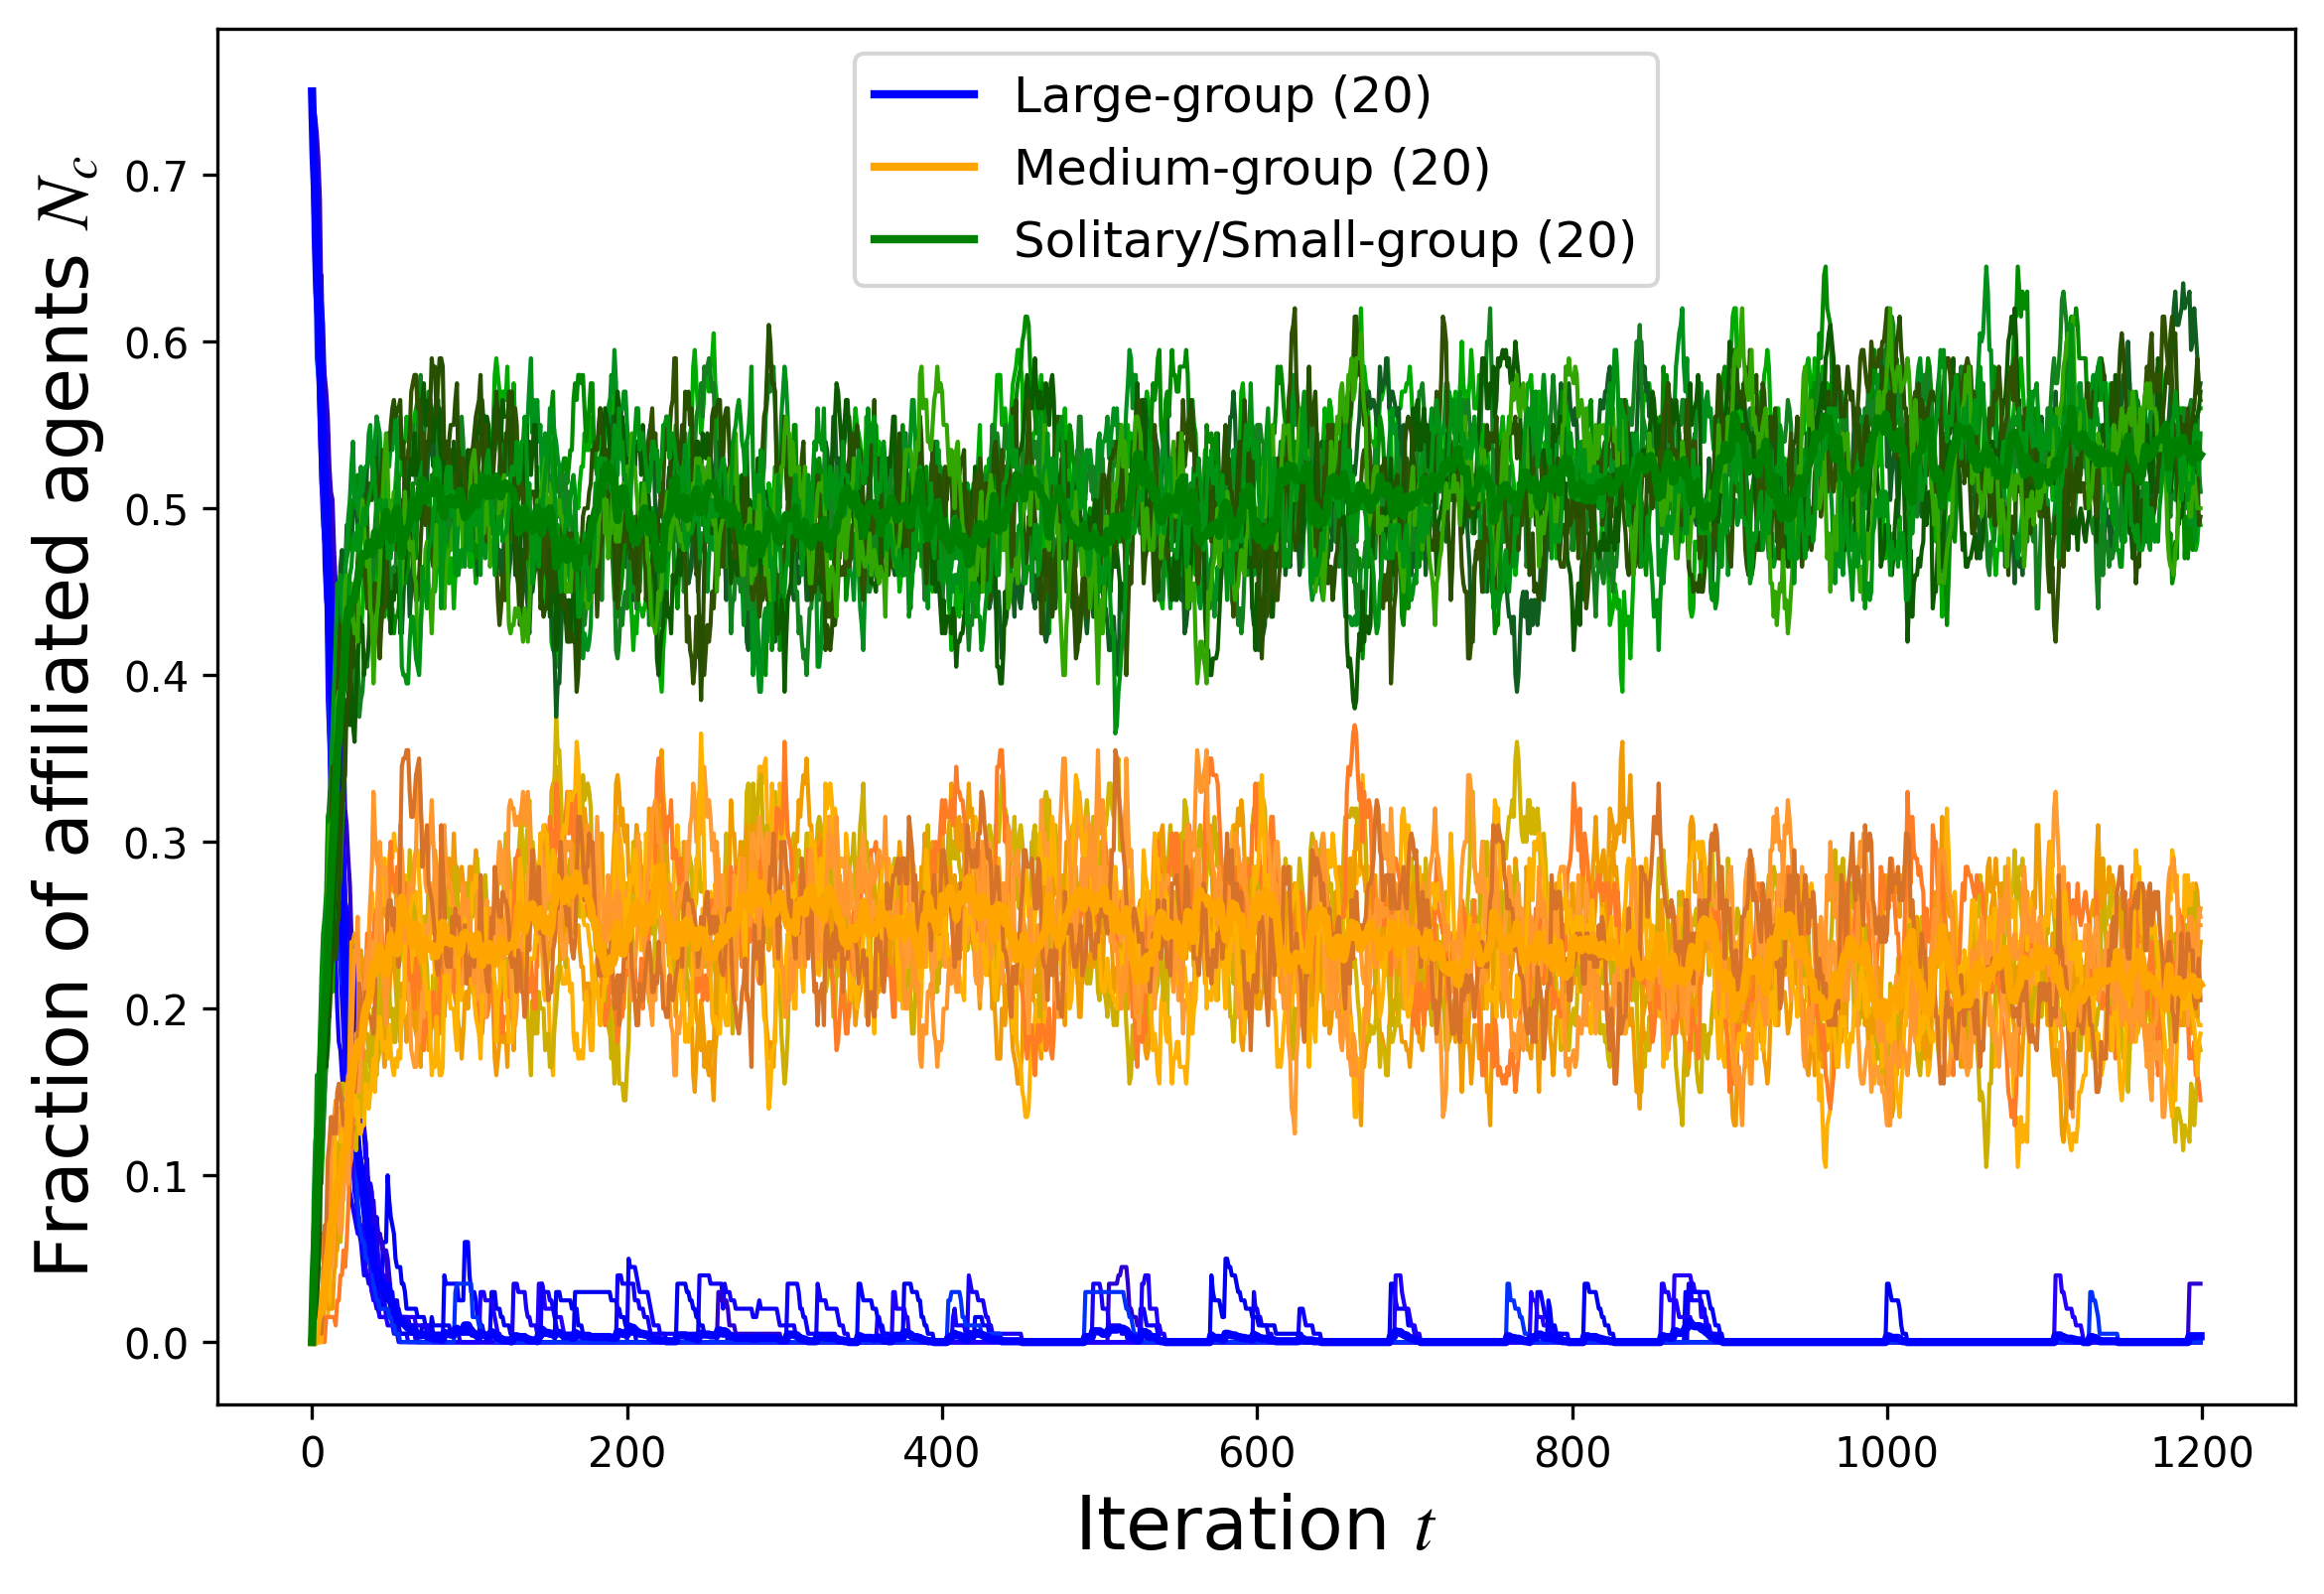 Large-group (20)
Medium-group (20)
Solitary/Small-group (20)
Fraction of affiliated agents N_c
0.7
0.6
0.5
0.4
0.3
0.2
0.1
0.0
0 200 400 600 800 1000 1200
Iteration t